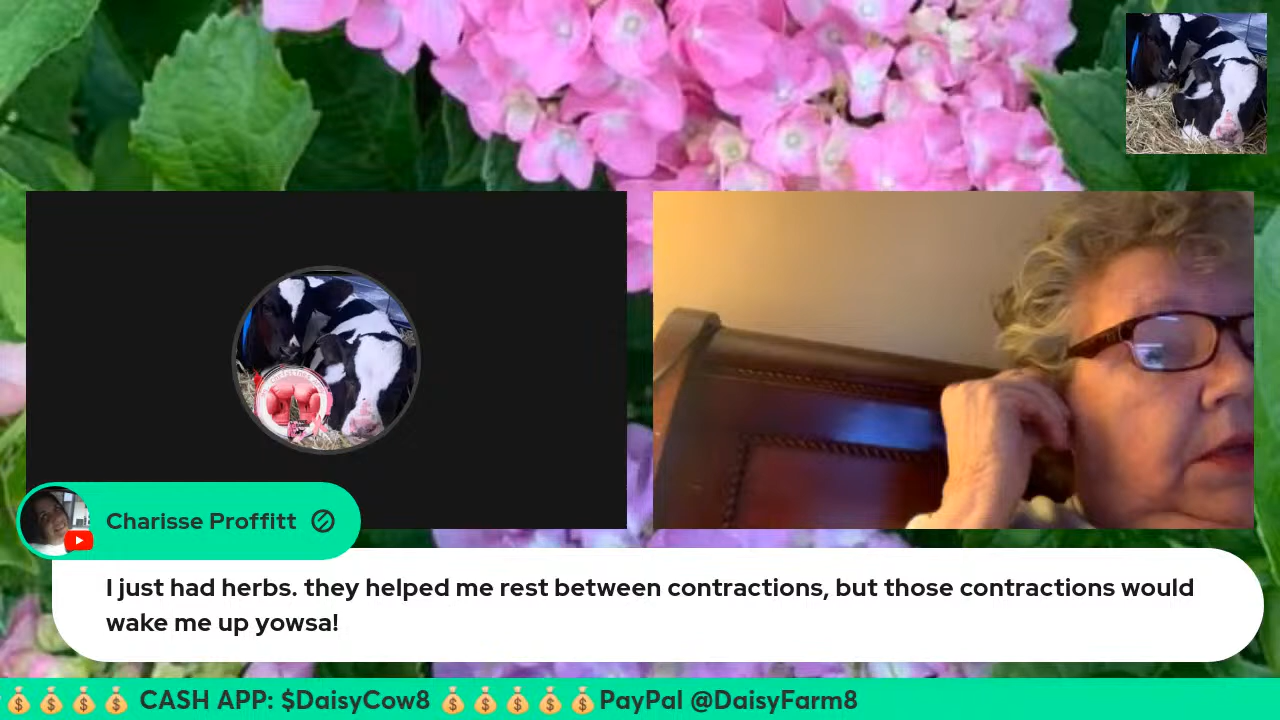 Charisse Proffitt
I just had herbs. they helped me rest between contractions, but those contractions would
wake me up yowsa!
CASH APP: $DaisyCow8 PayPal @DaisyFarm8